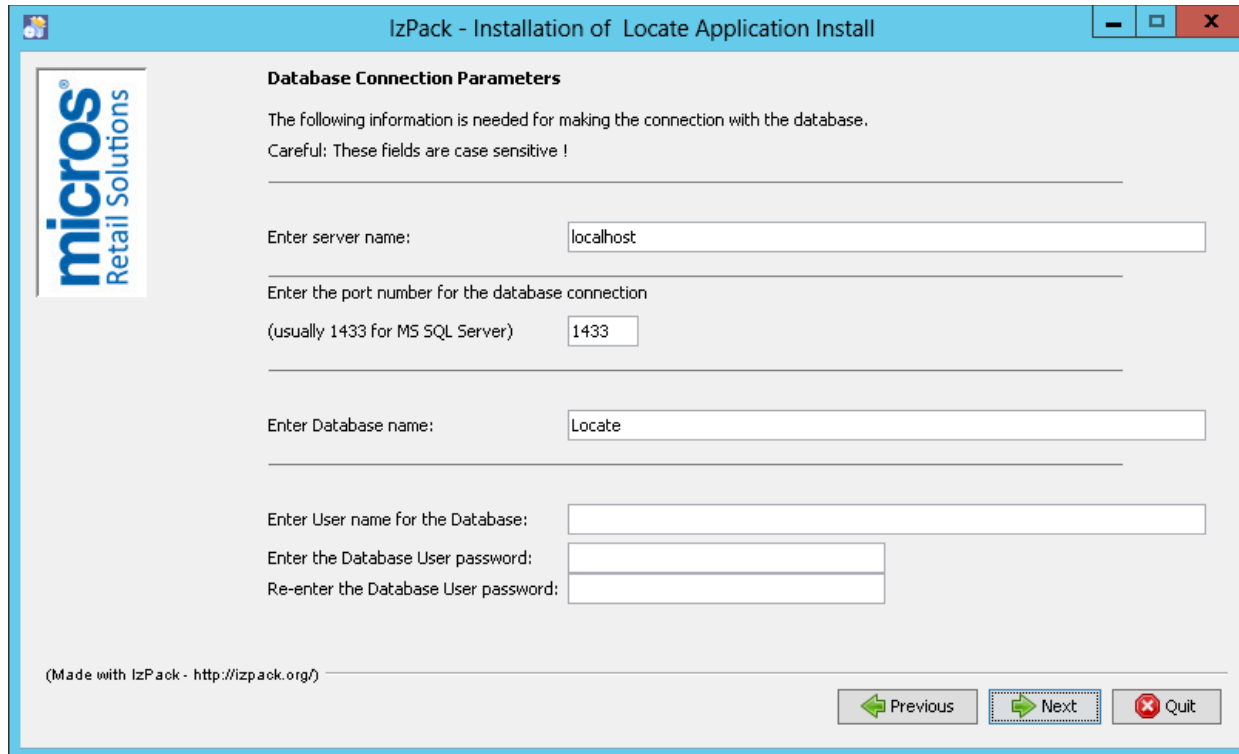 IzPack - Installation of  Locate Application Install
micros®
Retail Solutions
Database Connection Parameters
The following information is needed for making the connection with the database.
Careful: These fields are case sensitive !
Enter server name: localhost
Enter the port number for the database connection
(usually 1433 for MS SQL Server) 1433
Enter Database name: Locate
Enter User name for the Database:
Enter the Database User password:
Re-enter the Database User password:
(Made with IzPack - http://izpack.org/)
Previous Next Quit